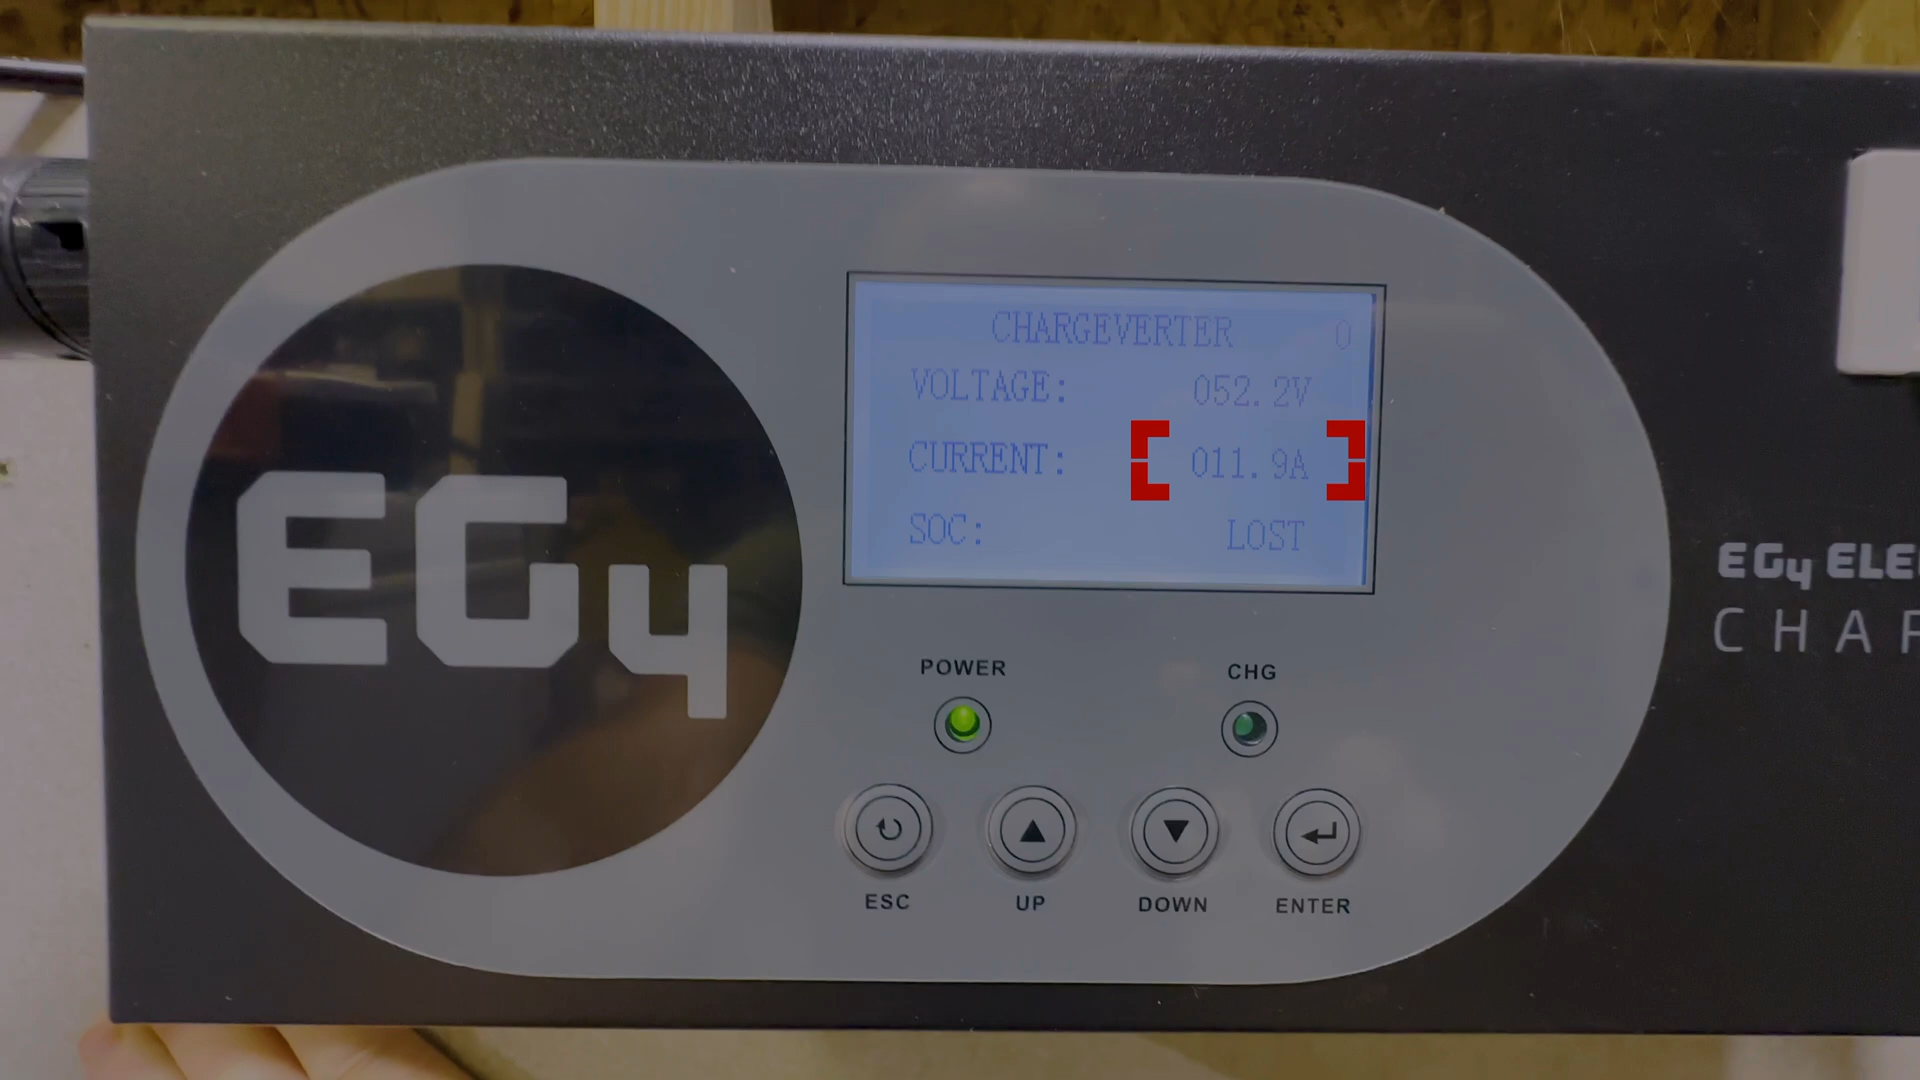 CHARGEVERTER 0
VOLTAGE: 052.2V
CURRENT: 011.9A
SOC: LOST
EG4
POWER CHG
ESC UP DOWN ENTER
EG4 ELE
CHAR